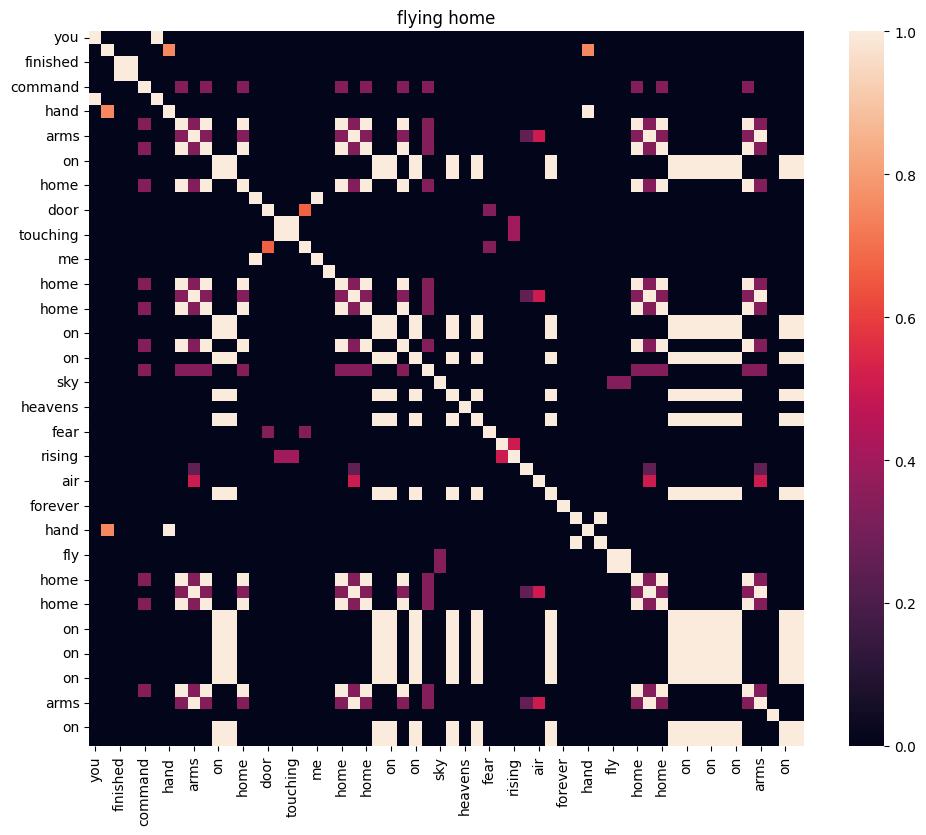 flying home
you
finished
command
hand
arms
on
home
door
touching
me
home
home
on
on
sky
heavens
fear
rising
air
forever
hand
fly
home
home
on
on
on
arms
on
1.0
0.8
0.6
0.4
0.2
0.0
you
finished
command
hand
arms
on
home
door
touching
me
home
home
on
on
sky
heavens
fear
rising
air
forever
hand
fly
home
home
on
on
on
arms
on